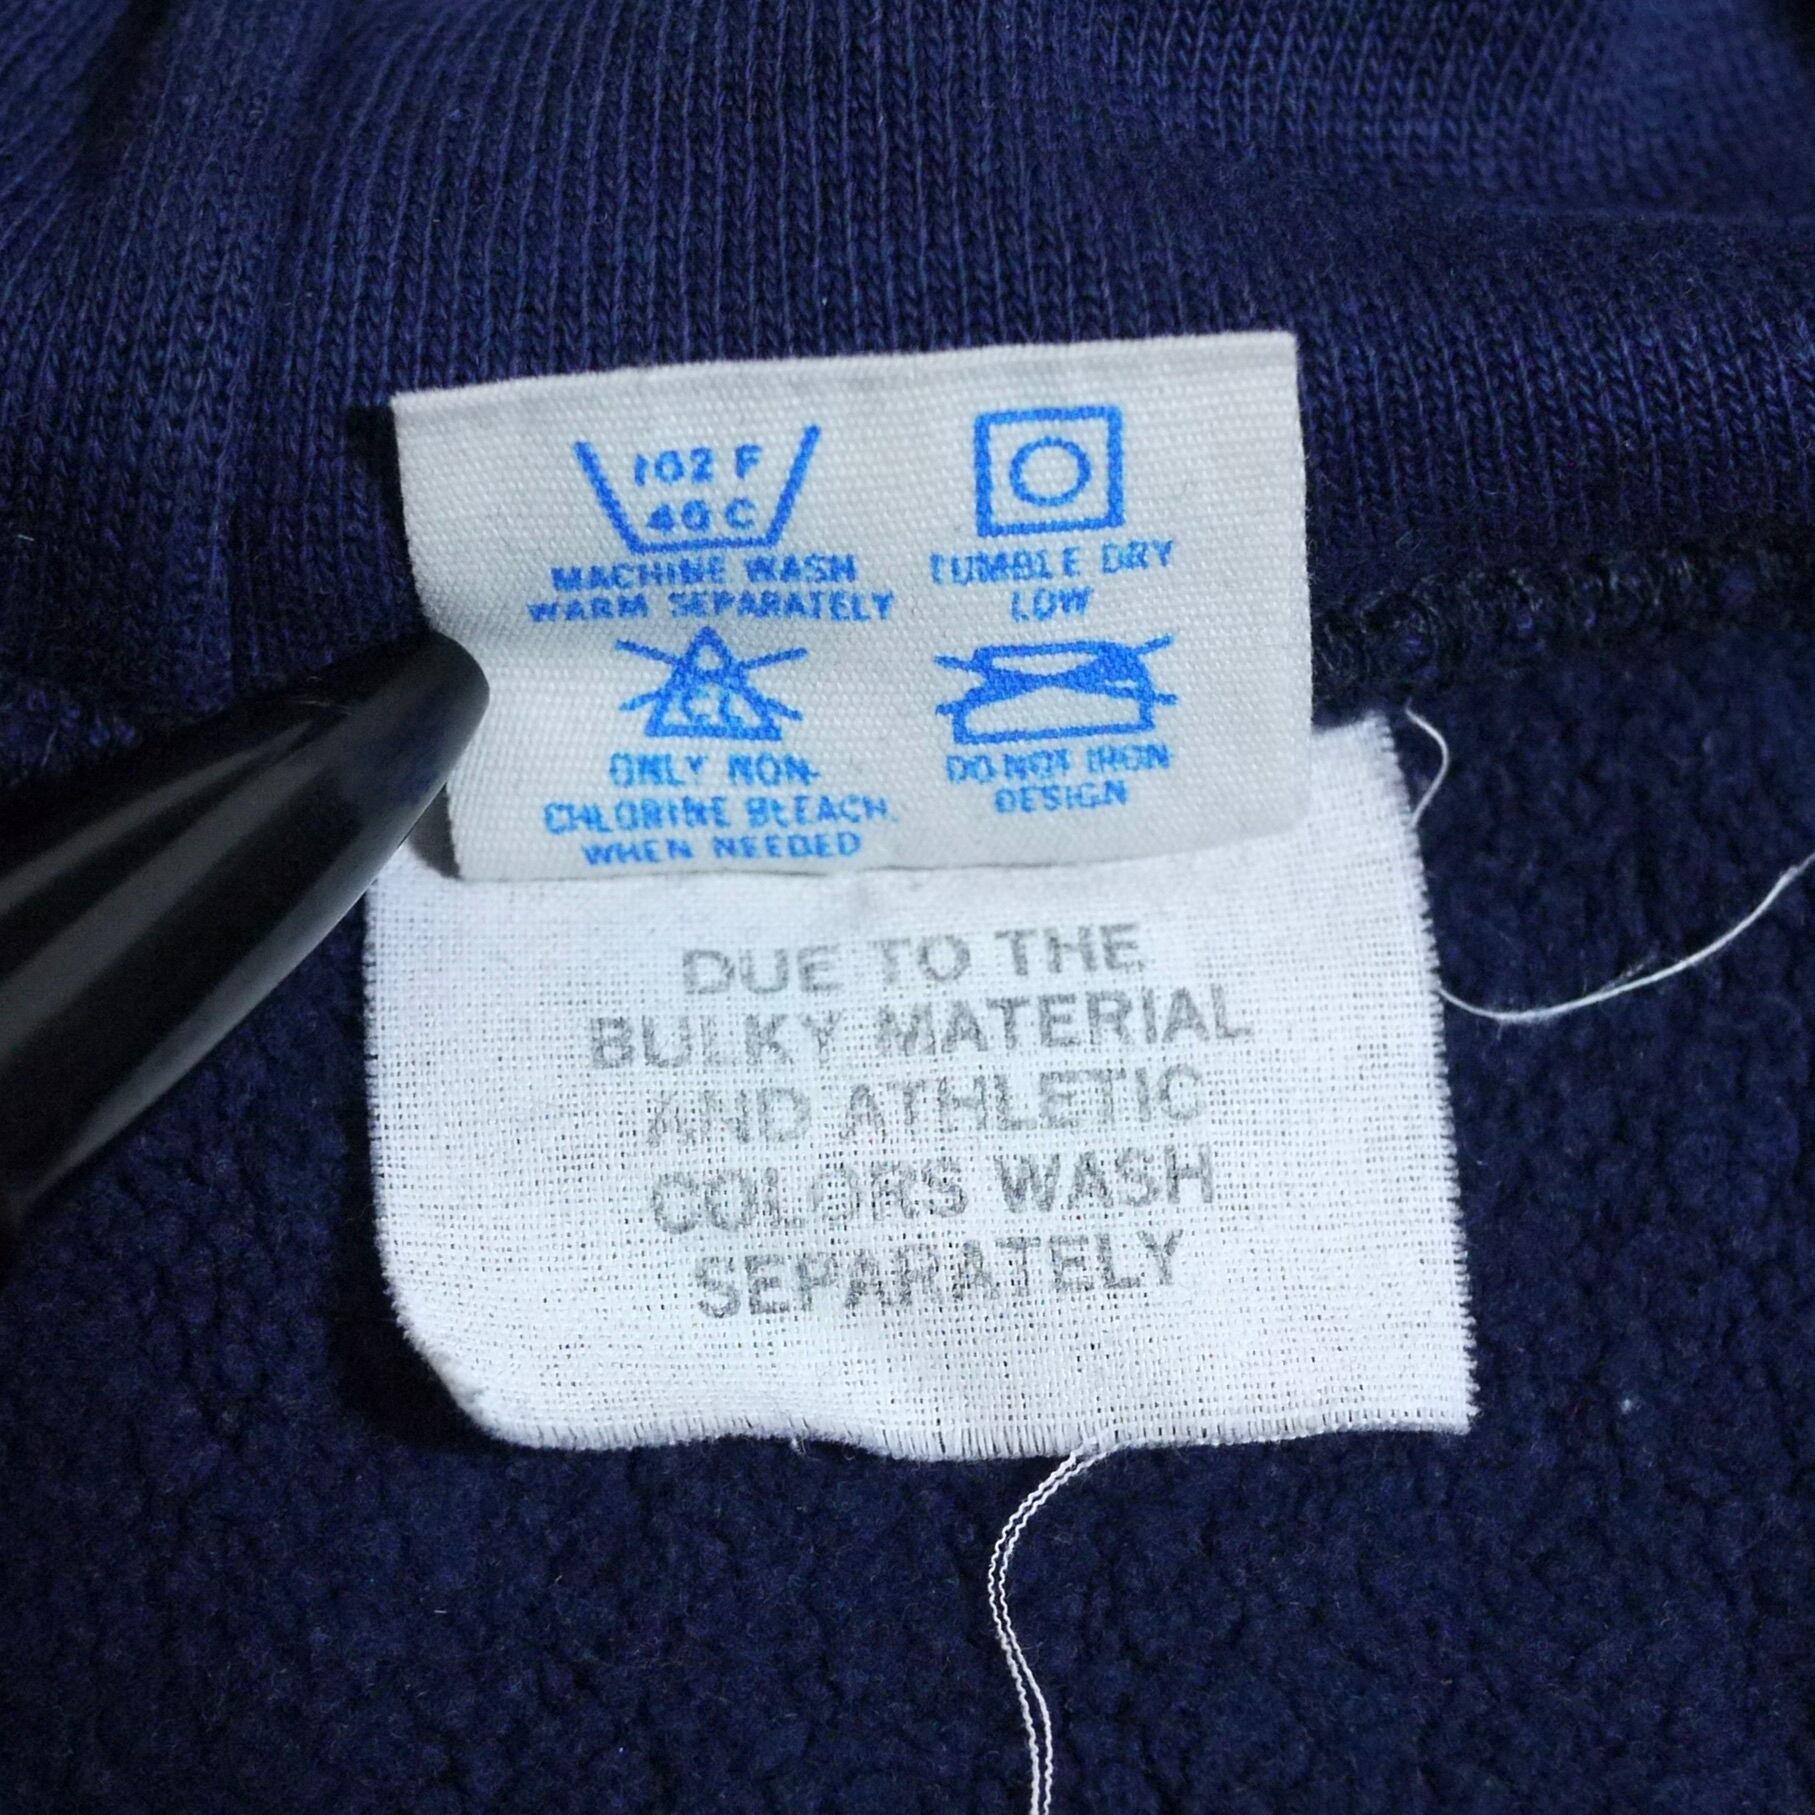 102 F
40 C
MACHINE WASH
WARM SEPARATELY
TUMBLE DRY
LOW
CL
ONLY NON-
CHLORINE BLEACH
WHEN NEEDED
DO NOT IRON
DESIGN
DUE TO THE
BULKY MATERIAL
AND ATHLETIC
COLORS WASH
SEPARATELY